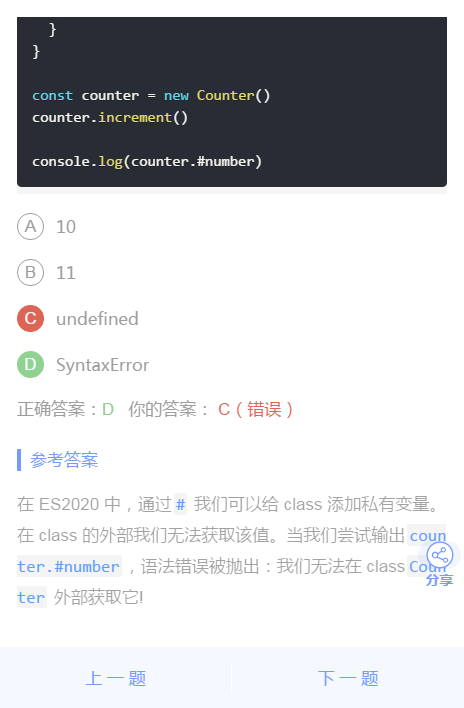 }
}
const counter = new Counter()
counter.increment()
console.log(counter.#number)
A 10
B 11
C undefined
D SyntaxError
正确答案：D 你的答案： C（错误）
参考答案
在 ES2020 中，通过 # 我们可以给 class 添加私有变量。
在 class 的外部我们无法获取该值。当我们尝试输出 coun
ter.#number ，语法错误被抛出：我们无法在 class Coun
ter 外部获取它!
分享
上一题 下一题